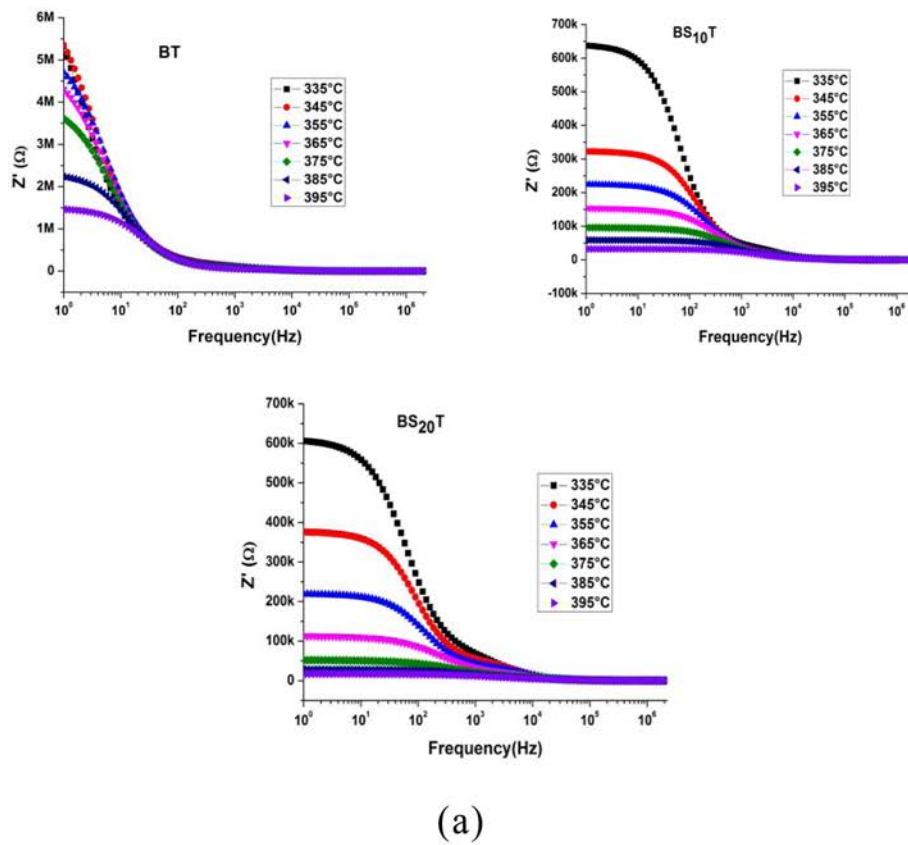 BT
6M
5M
4M
3M
2M
1M
0
Z' (Ω)
10⁰ 10¹ 10² 10³ 10⁴ 10⁵ 10⁶
Frequency(Hz)
335°C
345°C
355°C
365°C
375°C
385°C
395°C
BS₁₀T
700k
600k
500k
400k
300k
200k
100k
0
-100k
Z' (Ω)
10⁰ 10¹ 10² 10³ 10⁴ 10⁵ 10⁶
Frequency(Hz)
335°C
345°C
355°C
365°C
375°C
385°C
395°C
BS₂₀T
700k
600k
500k
400k
300k
200k
100k
0
Z' (Ω)
10⁰ 10¹ 10² 10³ 10⁴ 10⁵ 10⁶
Frequency(Hz)
335°C
345°C
355°C
365°C
375°C
385°C
395°C
(a)